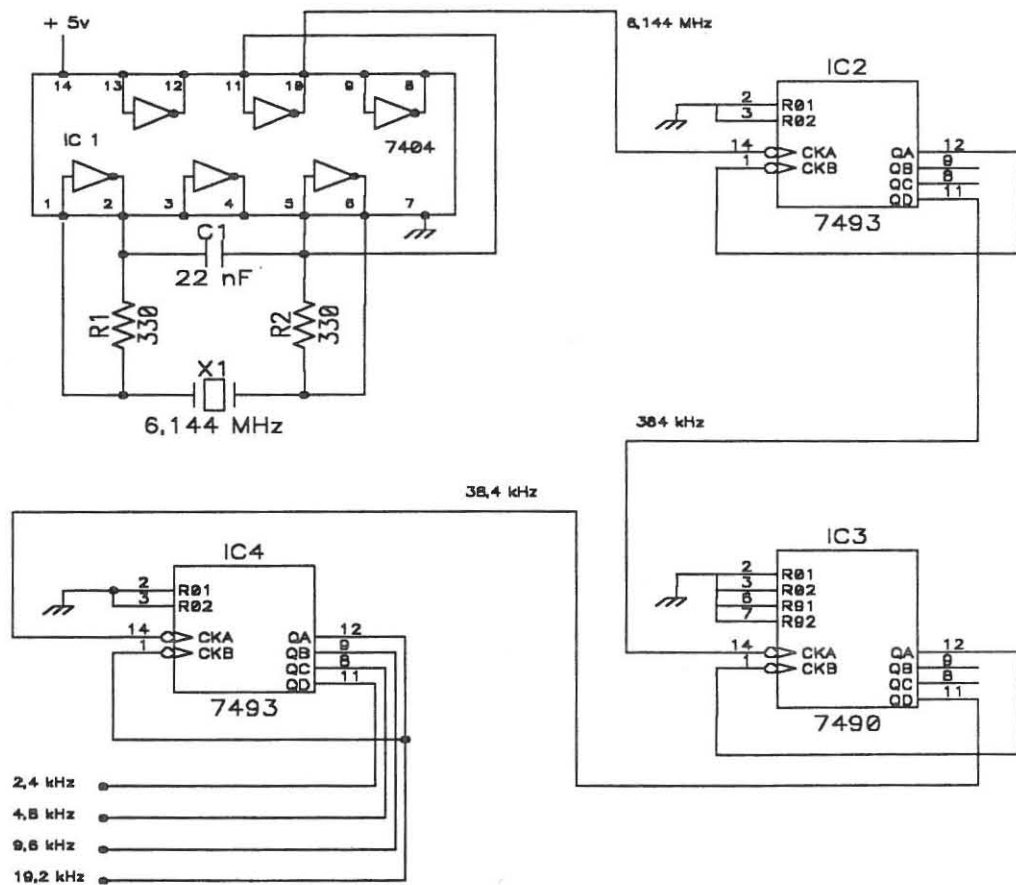 + 5v
14 13 12 11 10 9 8
IC 1
7404
1 2 3 4 5 6 7
C1
22 nF
R1
330
R2
330
X1
6,144 MHz
6,144 MHz
IC2
2 R01
3 R02
14 CKA QA 12
1 CKB QB 9
QC 8
QD 11
7493
384 kHz
38,4 kHz
IC3
2 R01
3 R02
6 R91
7 R92
14 CKA QA 12
1 CKB QB 9
QC 8
QD 11
7490
IC4
2 R01
3 R02
14 CKA QA 12
1 CKB QB 9
QC 8
QD 11
7493
2,4 kHz
4,8 kHz
9,6 kHz
19,2 kHz